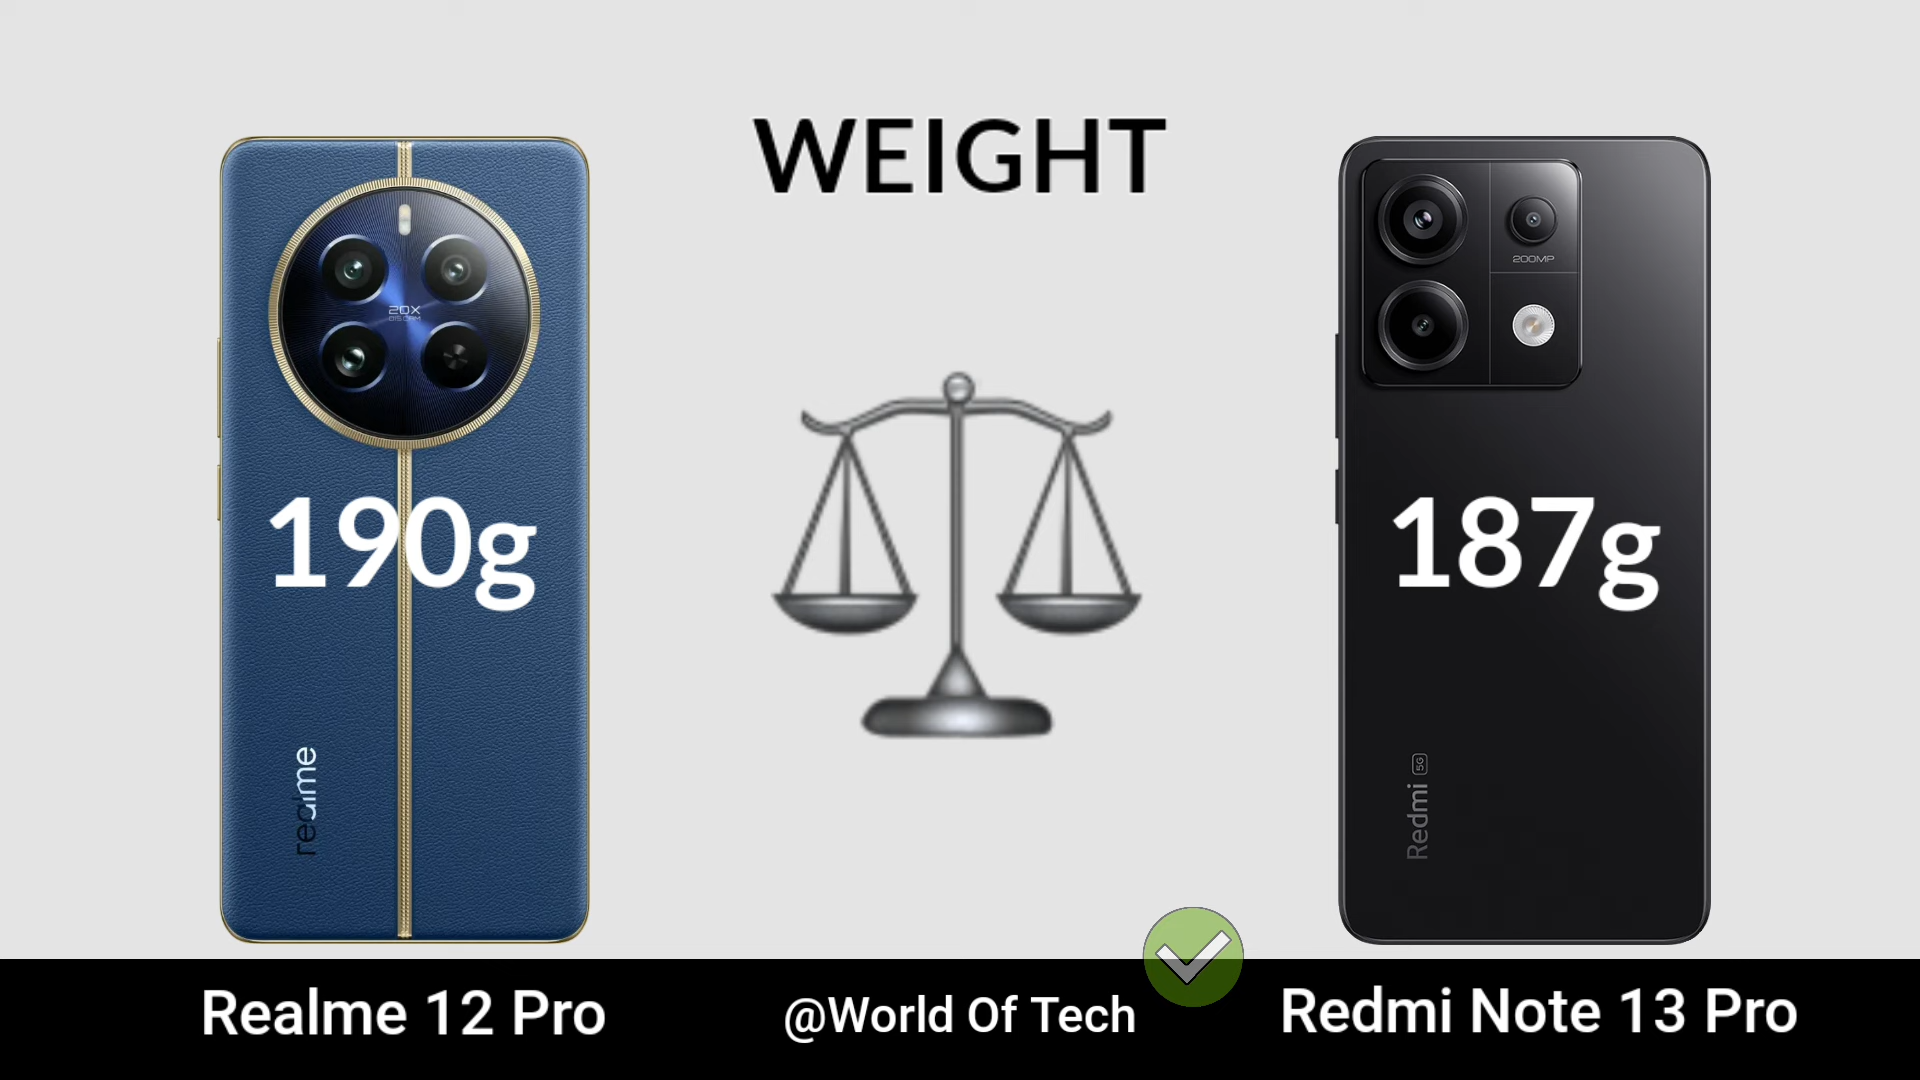 WEIGHT
20X
200MP
190g
187g
realme
Redmi 5G
Realme 12 Pro
@World Of Tech
Redmi Note 13 Pro